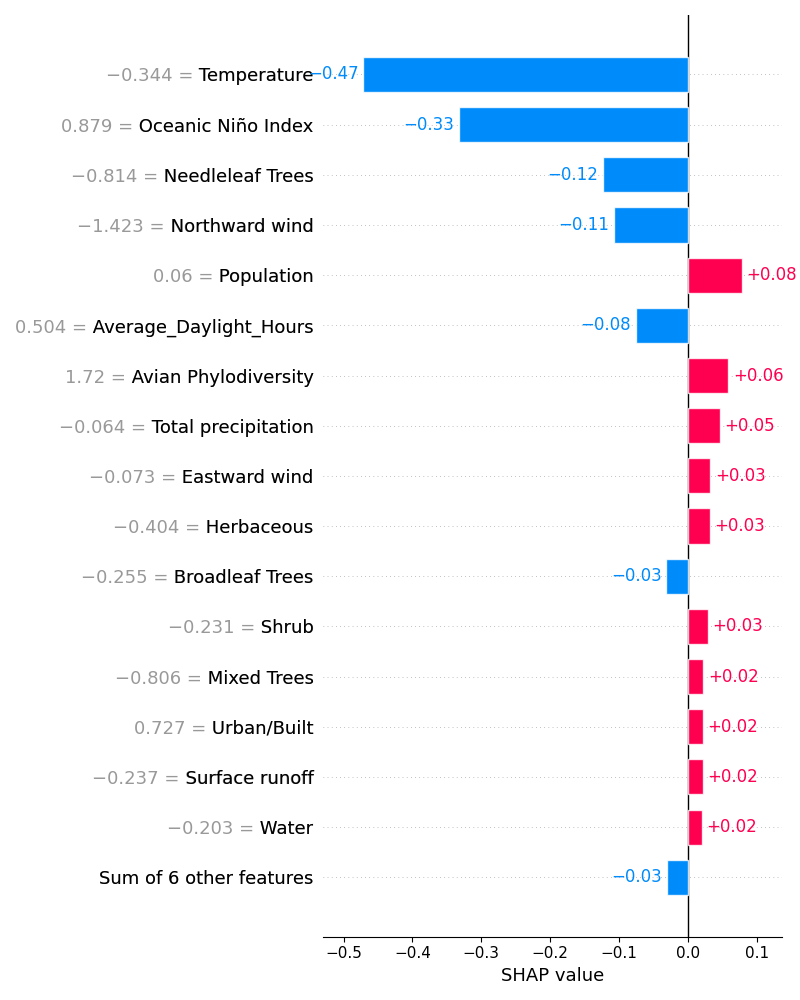 −0.344 = Temperature −0.47
0.879 = Oceanic Niño Index −0.33
−0.814 = Needleleaf Trees −0.12
−1.423 = Northward wind −0.11
0.06 = Population +0.08
0.504 = Average_Daylight_Hours −0.08
1.72 = Avian Phylodiversity +0.06
−0.064 = Total precipitation +0.05
−0.073 = Eastward wind +0.03
−0.404 = Herbaceous +0.03
−0.255 = Broadleaf Trees −0.03
−0.231 = Shrub +0.03
−0.806 = Mixed Trees +0.02
0.727 = Urban/Built +0.02
−0.237 = Surface runoff +0.02
−0.203 = Water +0.02
Sum of 6 other features −0.03
−0.5 −0.4 −0.3 −0.2 −0.1 0.0 0.1
SHAP value